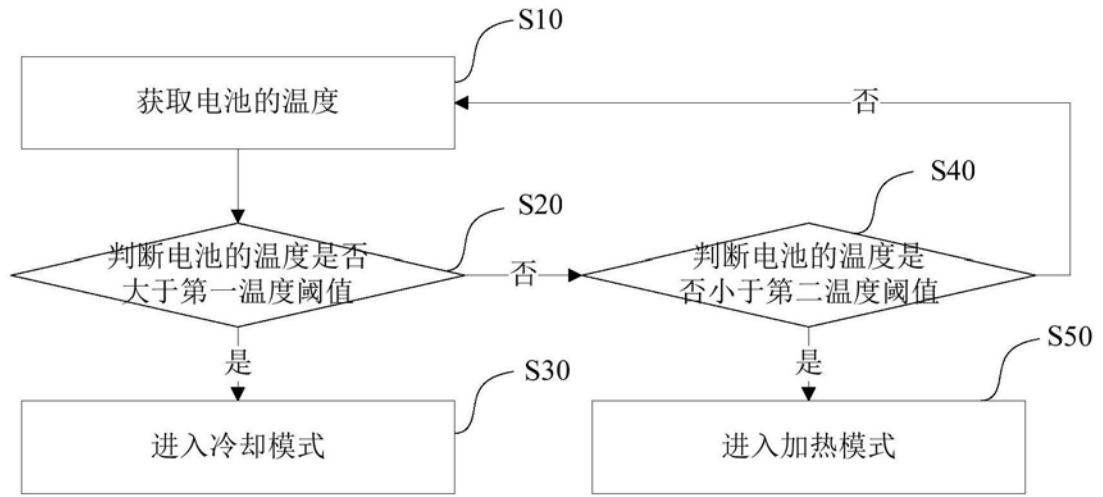 S10
获取电池的温度
否
S40
S20
判断电池的温度是否
大于第一温度阈值
否
判断电池的温度是
否小于第二温度阈值
是
S30
是
S50
进入冷却模式
进入加热模式